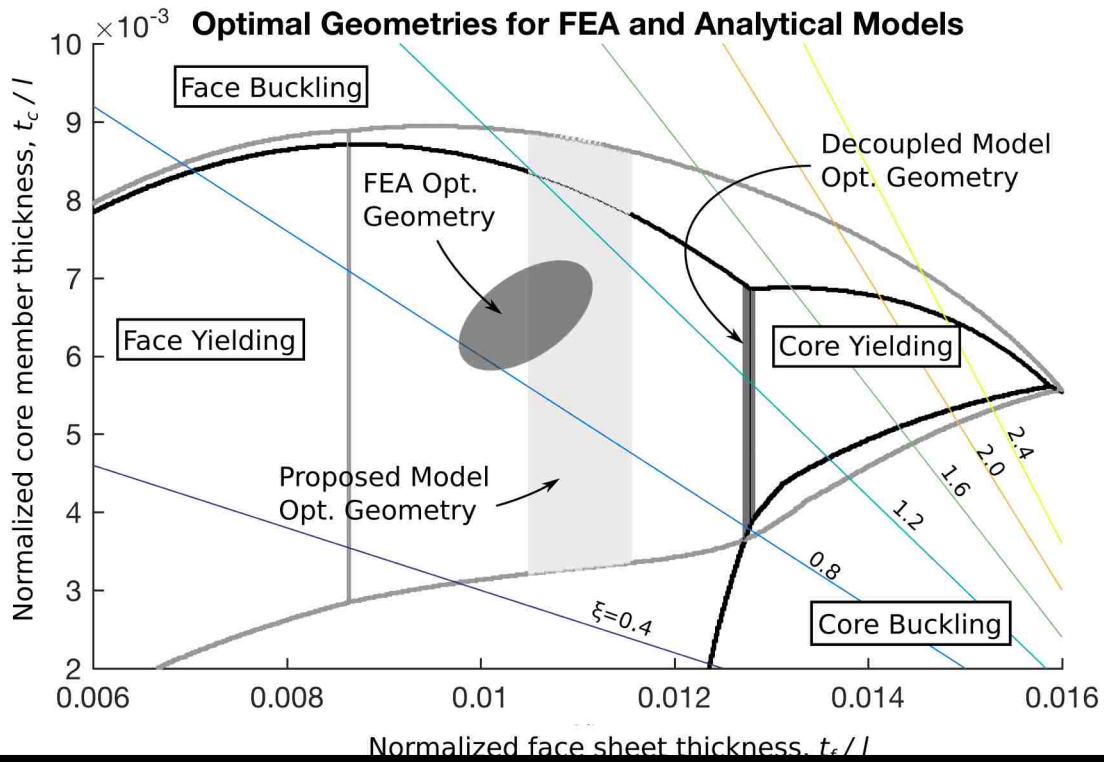 Optimal Geometries for FEA and Analytical Models
×10⁻³
10
9
8
7
6
5
4
3
2
Normalized core member thickness, t_c / l
Face Buckling
Decoupled Model
Opt. Geometry
FEA Opt.
Geometry
Face Yielding
Core Yielding
Proposed Model
Opt. Geometry
2.4
2.0
1.6
1.2
0.8
ξ=0.4
Core Buckling
0.006
0.008
0.01
0.012
0.014
0.016
Normalized face sheet thickness, t_f / l